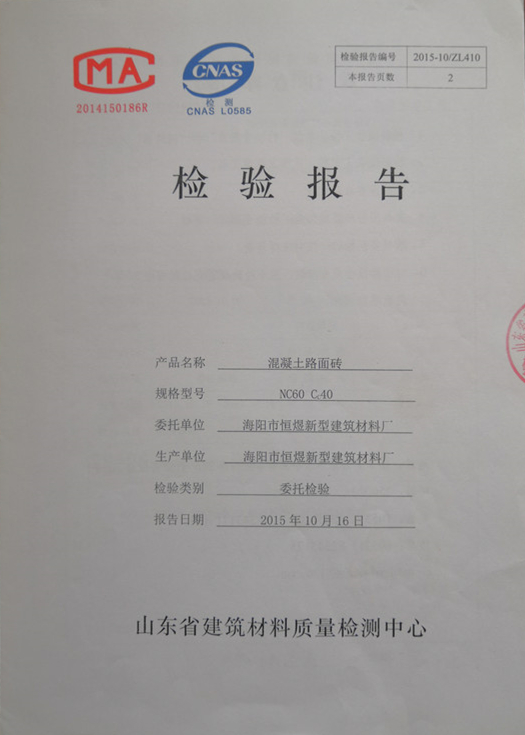 CMA
2014150186R
CNAS
检 测
CNAS L0585
检验报告编号 2015-10/ZL410
本报告页数 2
检 验 报 告
产品名称 混凝土路面砖
规格型号 NC60 Cc40
委托单位 海阳市恒煜新型建筑材料厂
生产单位 海阳市恒煜新型建筑材料厂
检验类别 委托检验
报告日期 2015 年 10 月 16 日
山东省建筑材料质量检测中心